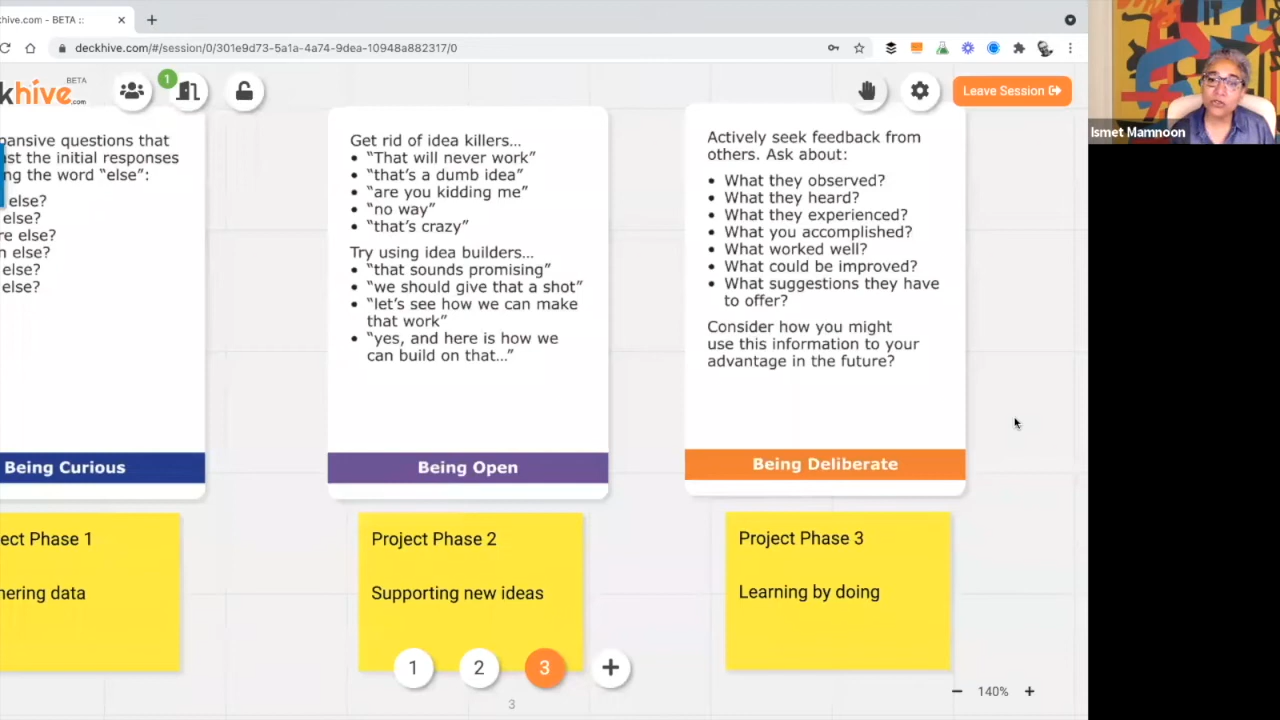 hive.com - BETA ::
deckhive.com/#/session/0/301e9d73-5a1a-4a74-9dea-10948a882317/0
khive.com
BETA
1
Leave Session
Ismet Mamnoon
pansive questions that
ast the initial responses
ng the word “else”:
else?
else?
re else?
n else?
else?
else?
Being Curious
Get rid of idea killers...
• “That will never work”
• “that’s a dumb idea”
• “are you kidding me”
• “no way”
• “that’s crazy”
Try using idea builders...
• “that sounds promising”
• “we should give that a shot”
• “let’s see how we can make
that work”
• “yes, and here is how we
can build on that...”
Being Open
Actively seek feedback from
others. Ask about:
• What they observed?
• What they heard?
• What they experienced?
• What you accomplished?
• What worked well?
• What could be improved?
• What suggestions they have
to offer?
Consider how you might
use this information to your
advantage in the future?
Being Deliberate
ect Phase 1
hering data
Project Phase 2
Supporting new ideas
Project Phase 3
Learning by doing
1 2 3 +
3
− 140% +